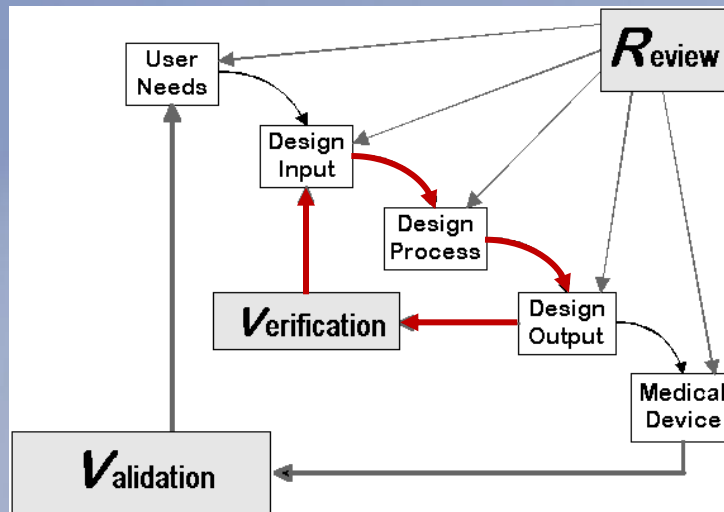 Review
User
Needs
Design
Input
Design
Process
Verification
Design
Output
Medical
Device
Validation